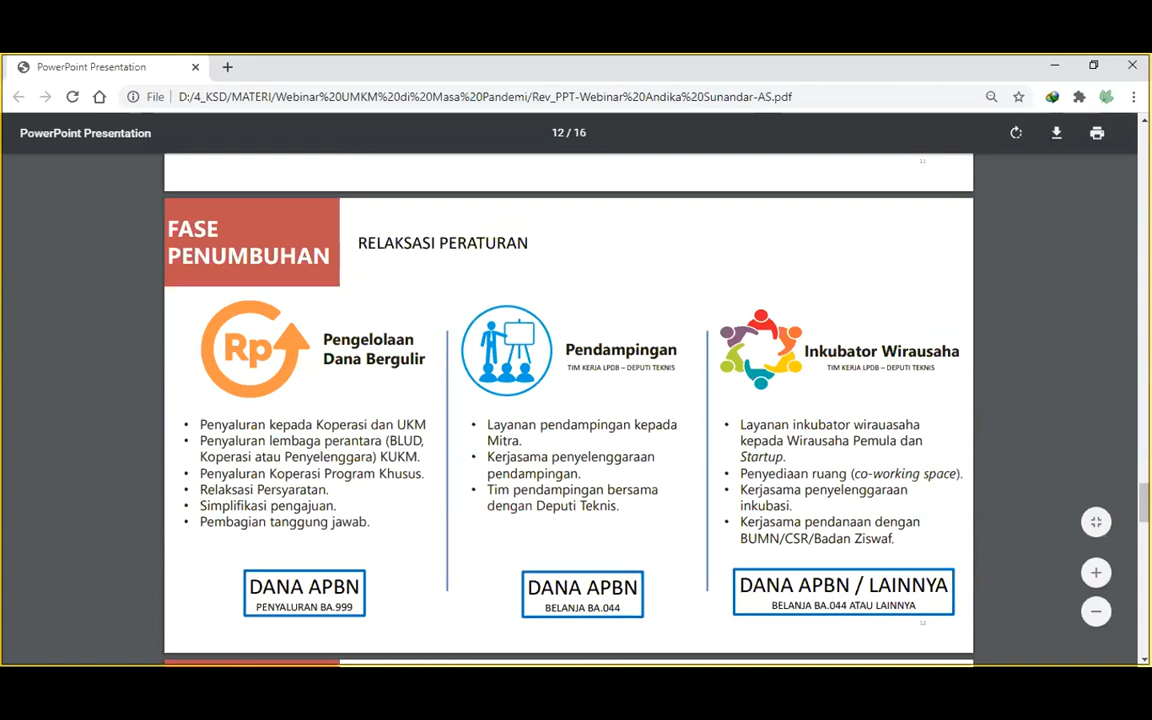 PowerPoint Presentation
File D:/4_KSD/MATERI/Webinar%20UMKM%20di%20Masa%20Pandemi/Rev_PPT-Webinar%20Andika%20Sunandar-AS.pdf
PowerPoint Presentation 12 / 16
11
FASE
PENUMBUHAN
RELAKSASI PERATURAN
Rp
Pengelolaan
Dana Bergulir
• Penyaluran kepada Koperasi dan UKM
• Penyaluran lembaga perantara (BLUD,
Koperasi atau Penyelenggara) KUKM.
• Penyaluran Koperasi Program Khusus.
• Relaksasi Persyaratan.
• Simplifikasi pengajuan.
• Pembagian tanggung jawab.
DANA APBN
PENYALURAN BA.999
Pendampingan
TIM KERJA LPDB – DEPUTI TEKNIS
• Layanan pendampingan kepada
Mitra.
• Kerjasama penyelenggaraan
pendampingan.
• Tim pendampingan bersama
dengan Deputi Teknis.
DANA APBN
BELANJA BA.044
Inkubator Wirausaha
TIM KERJA LPDB – DEPUTI TEKNIS
• Layanan inkubator wirauasaha
kepada Wirausaha Pemula dan
Startup.
• Penyediaan ruang (co-working space).
• Kerjasama penyelenggaraan
inkubasi.
• Kerjasama pendanaan dengan
BUMN/CSR/Badan Ziswaf.
DANA APBN / LAINNYA
BELANJA BA.044 ATAU LAINNYA
12